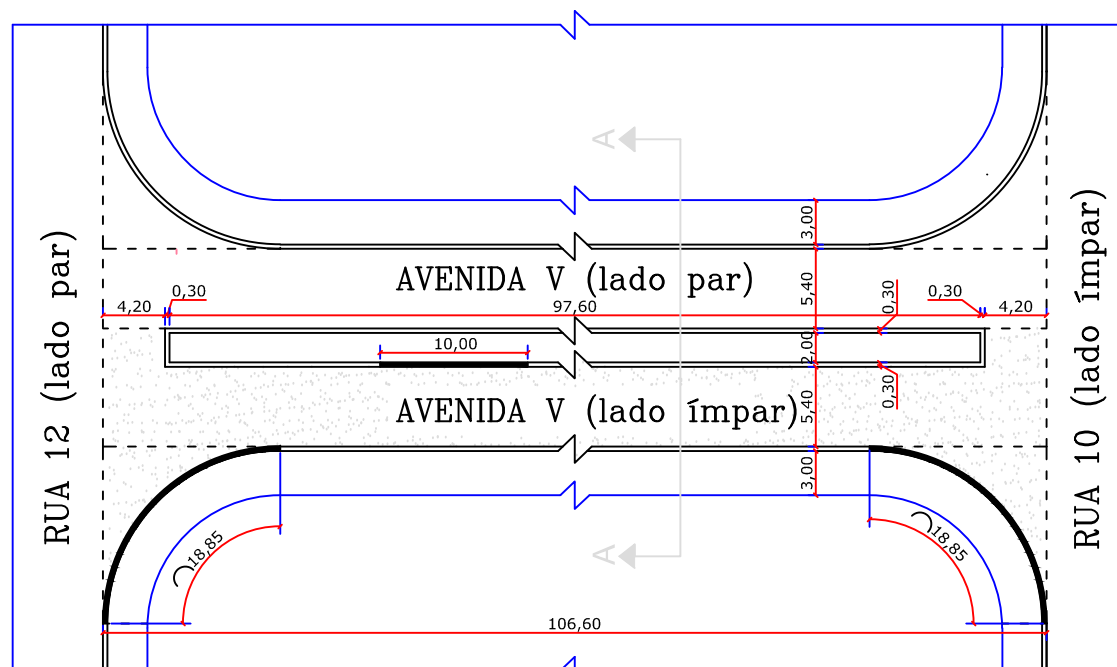 A
3,00
AVENIDA V (lado par)
5,40
0,30
4,20
0,30
97,60
0,30
4,20
10,00
2,00
0,30
AVENIDA V (lado ímpar)
5,40
3,00
RUA 12 (lado par)
RUA 10 (lado ímpar)
18,85
18,85
A
106,60